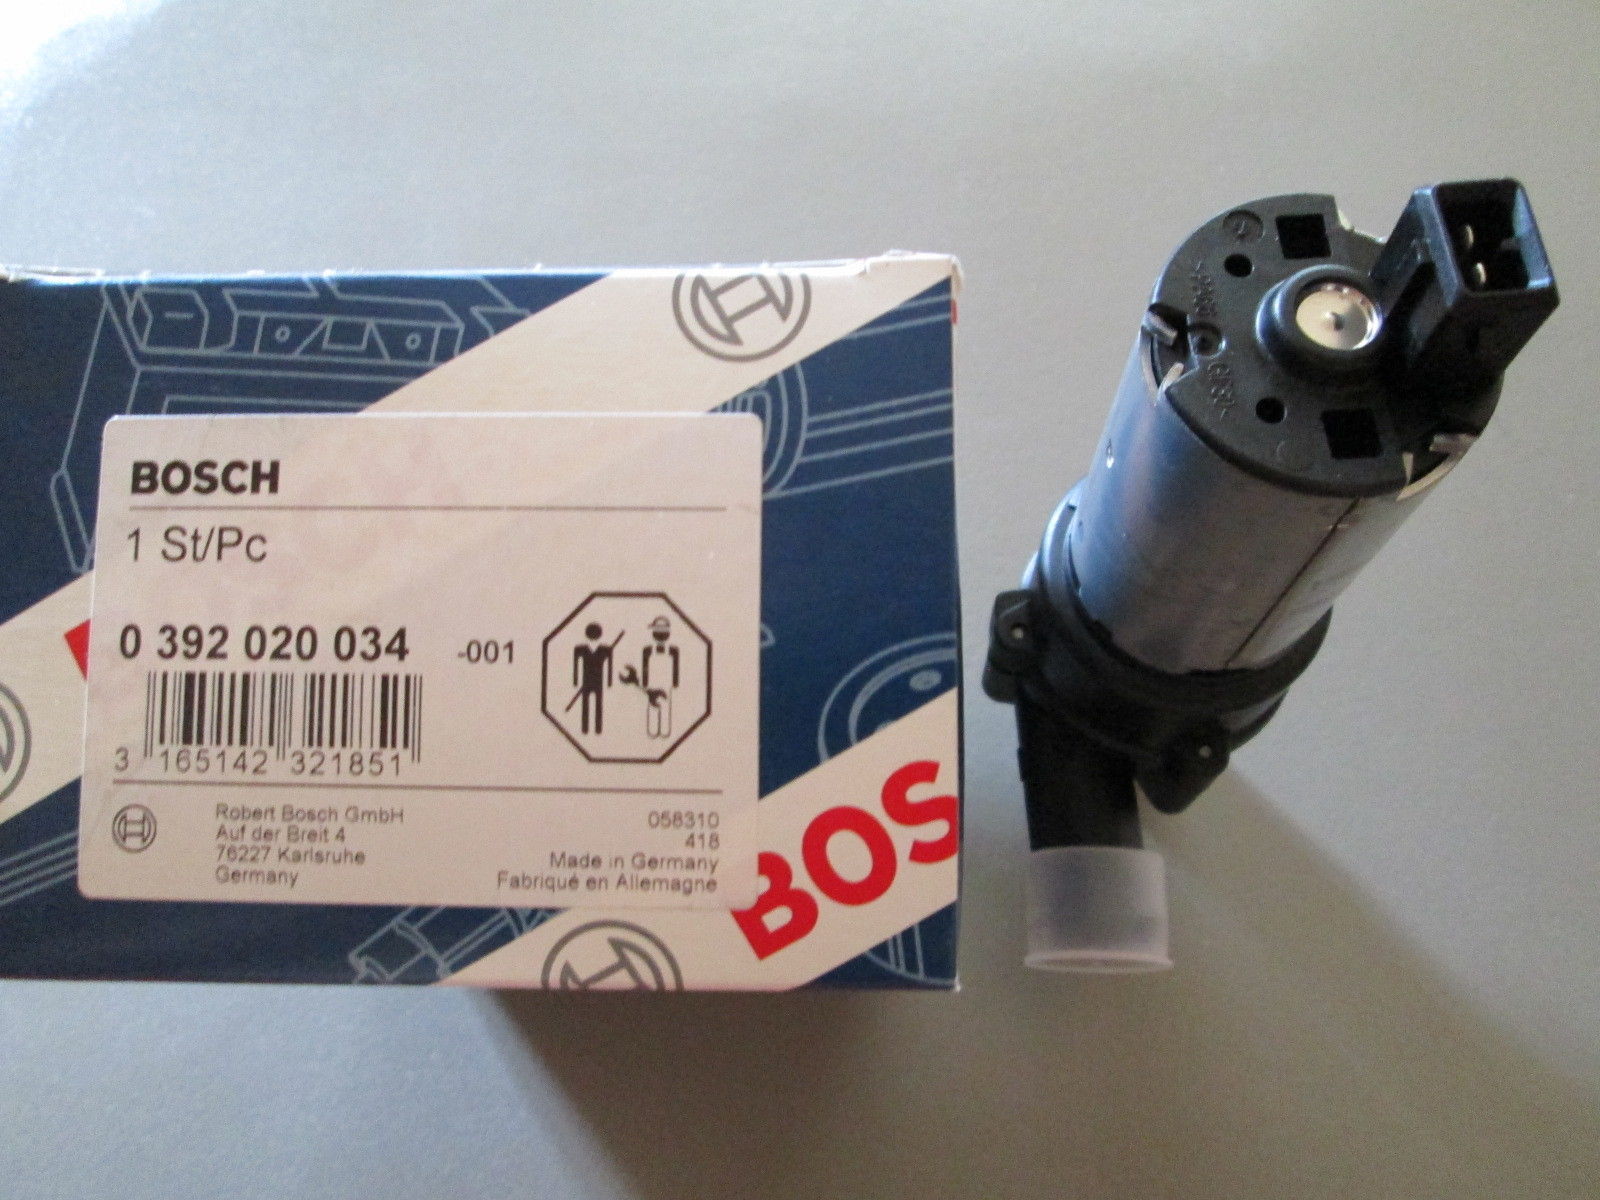 BOSCH
1 St/Pc
0 392 020 034 -001
3 165142 321851
Robert Bosch GmbH
Auf der Breit 4
76227 Karlsruhe
Germany
058310
418
Made in Germany
Fabriqué en Allemagne
BOS